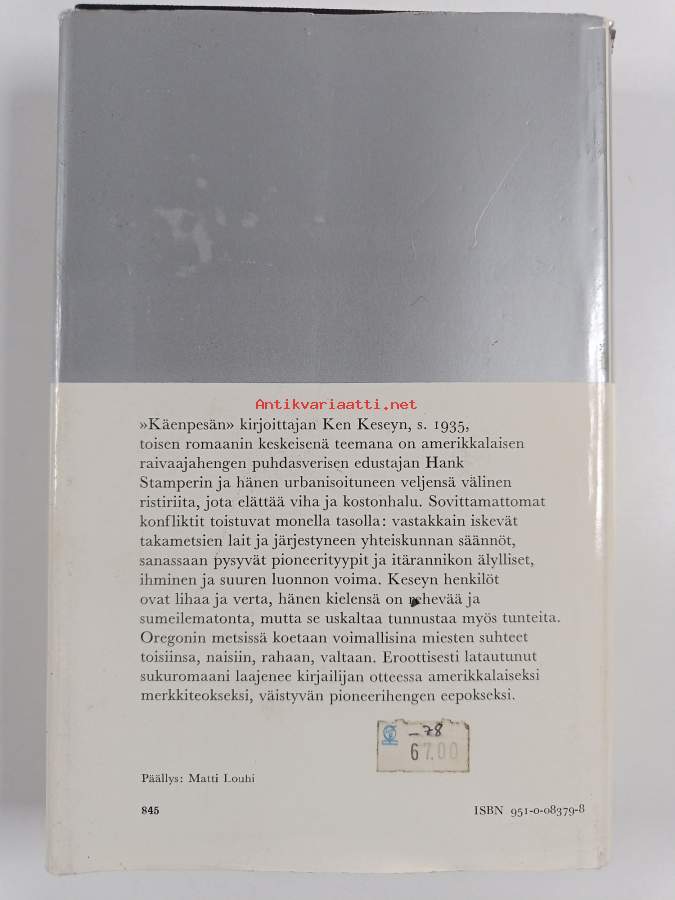 Antikvariaatti.net
»Käenpesän» kirjoittajan Ken Keseyn, s. 1935,
toisen romaanin keskeisenä teemana on amerikkalaisen
raivaajahengen puhdasverisen edustajan Hank
Stamperin ja hänen urbanisoituneen veljensä välinen
ristiriita, jota elättää viha ja kostonhalu. Sovittamattomat
konfliktit toistuvat monella tasolla: vastakkain iskevät
takametsien lait ja järjestyneen yhteiskunnan säännöt,
sanassaan pysyvät pioneerityypit ja itärannikon älylliset,
ihminen ja suuren luonnon voima. Keseyn henkilöt
ovat lihaa ja verta, hänen kielensä on rehevää ja
sumeilematonta, mutta se uskaltaa tunnustaa myös tunteita.
Oregonin metsissä koetaan voimallisina miesten suhteet
toisiinsa, naisiin, rahaan, valtaan. Eroottisesti latautunut
sukuromaani laajenee kirjailijan otteessa amerikkalaiseksi
merkkiteokseksi, väistyvän pioneerihengen eepokseksi.
–78
67.00
Päällys: Matti Louhi
845 ISBN 951-0-08379-8